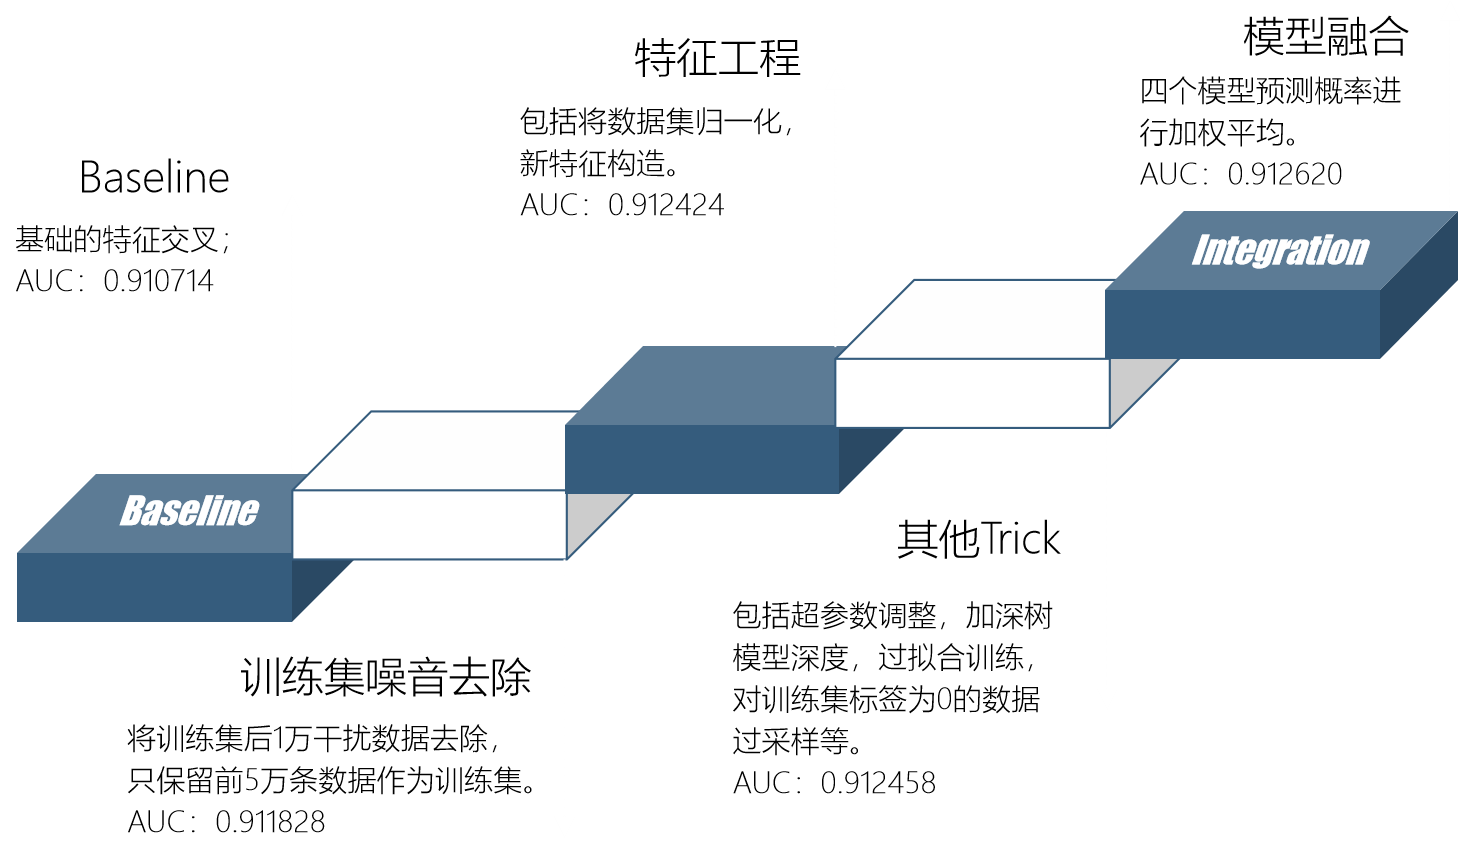 Baseline
基础的特征交叉；
AUC：0.910714
特征工程
包括将数据集归一化，
新特征构造。
AUC：0.912424
模型融合
四个模型预测概率进
行加权平均。
AUC：0.912620
Integration
Baseline
训练集噪音去除
将训练集后1万干扰数据去除，
只保留前5万条数据作为训练集。
AUC：0.911828
其他Trick
包括超参数调整，加深树
模型深度，过拟合训练，
对训练集标签为0的数据
过采样等。
AUC：0.912458